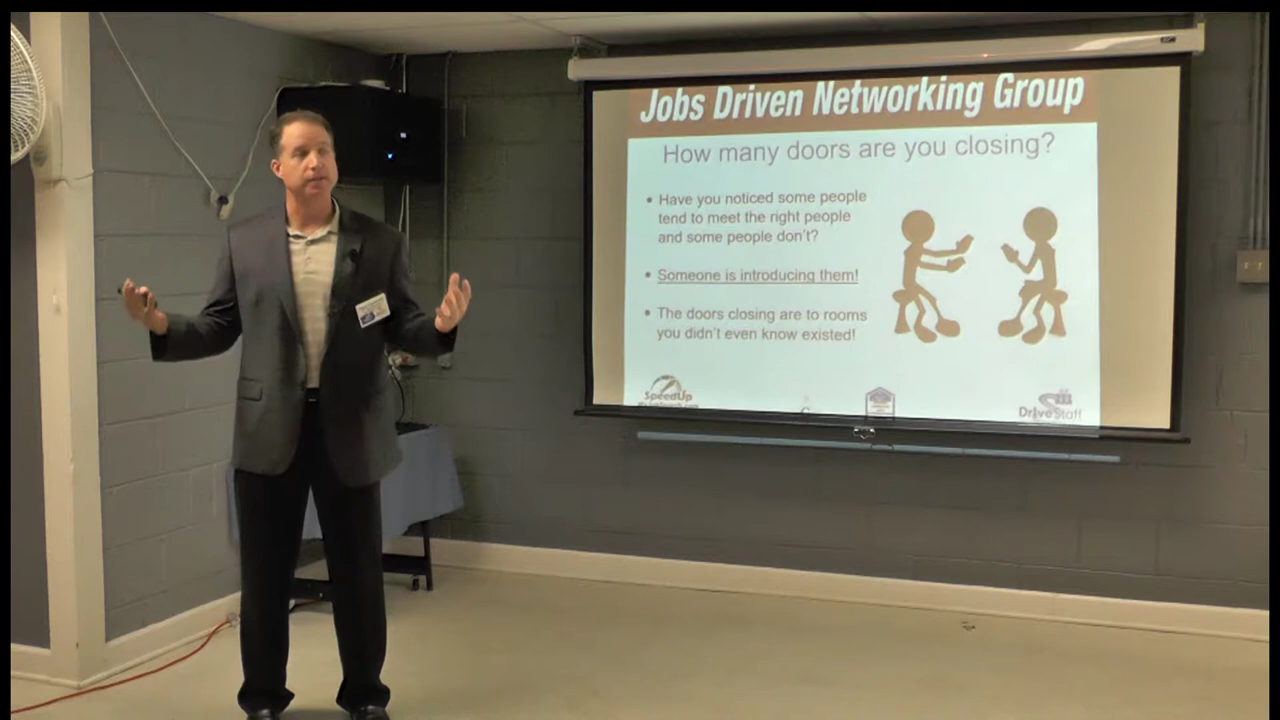 Jobs Driven Networking Group
How many doors are you closing?
• Have you noticed some people
tend to meet the right people
and some people don't?
• Someone is introducing them!
• The doors closing are to rooms
you didn't even know existed!
SpeedUp
DriveStaff